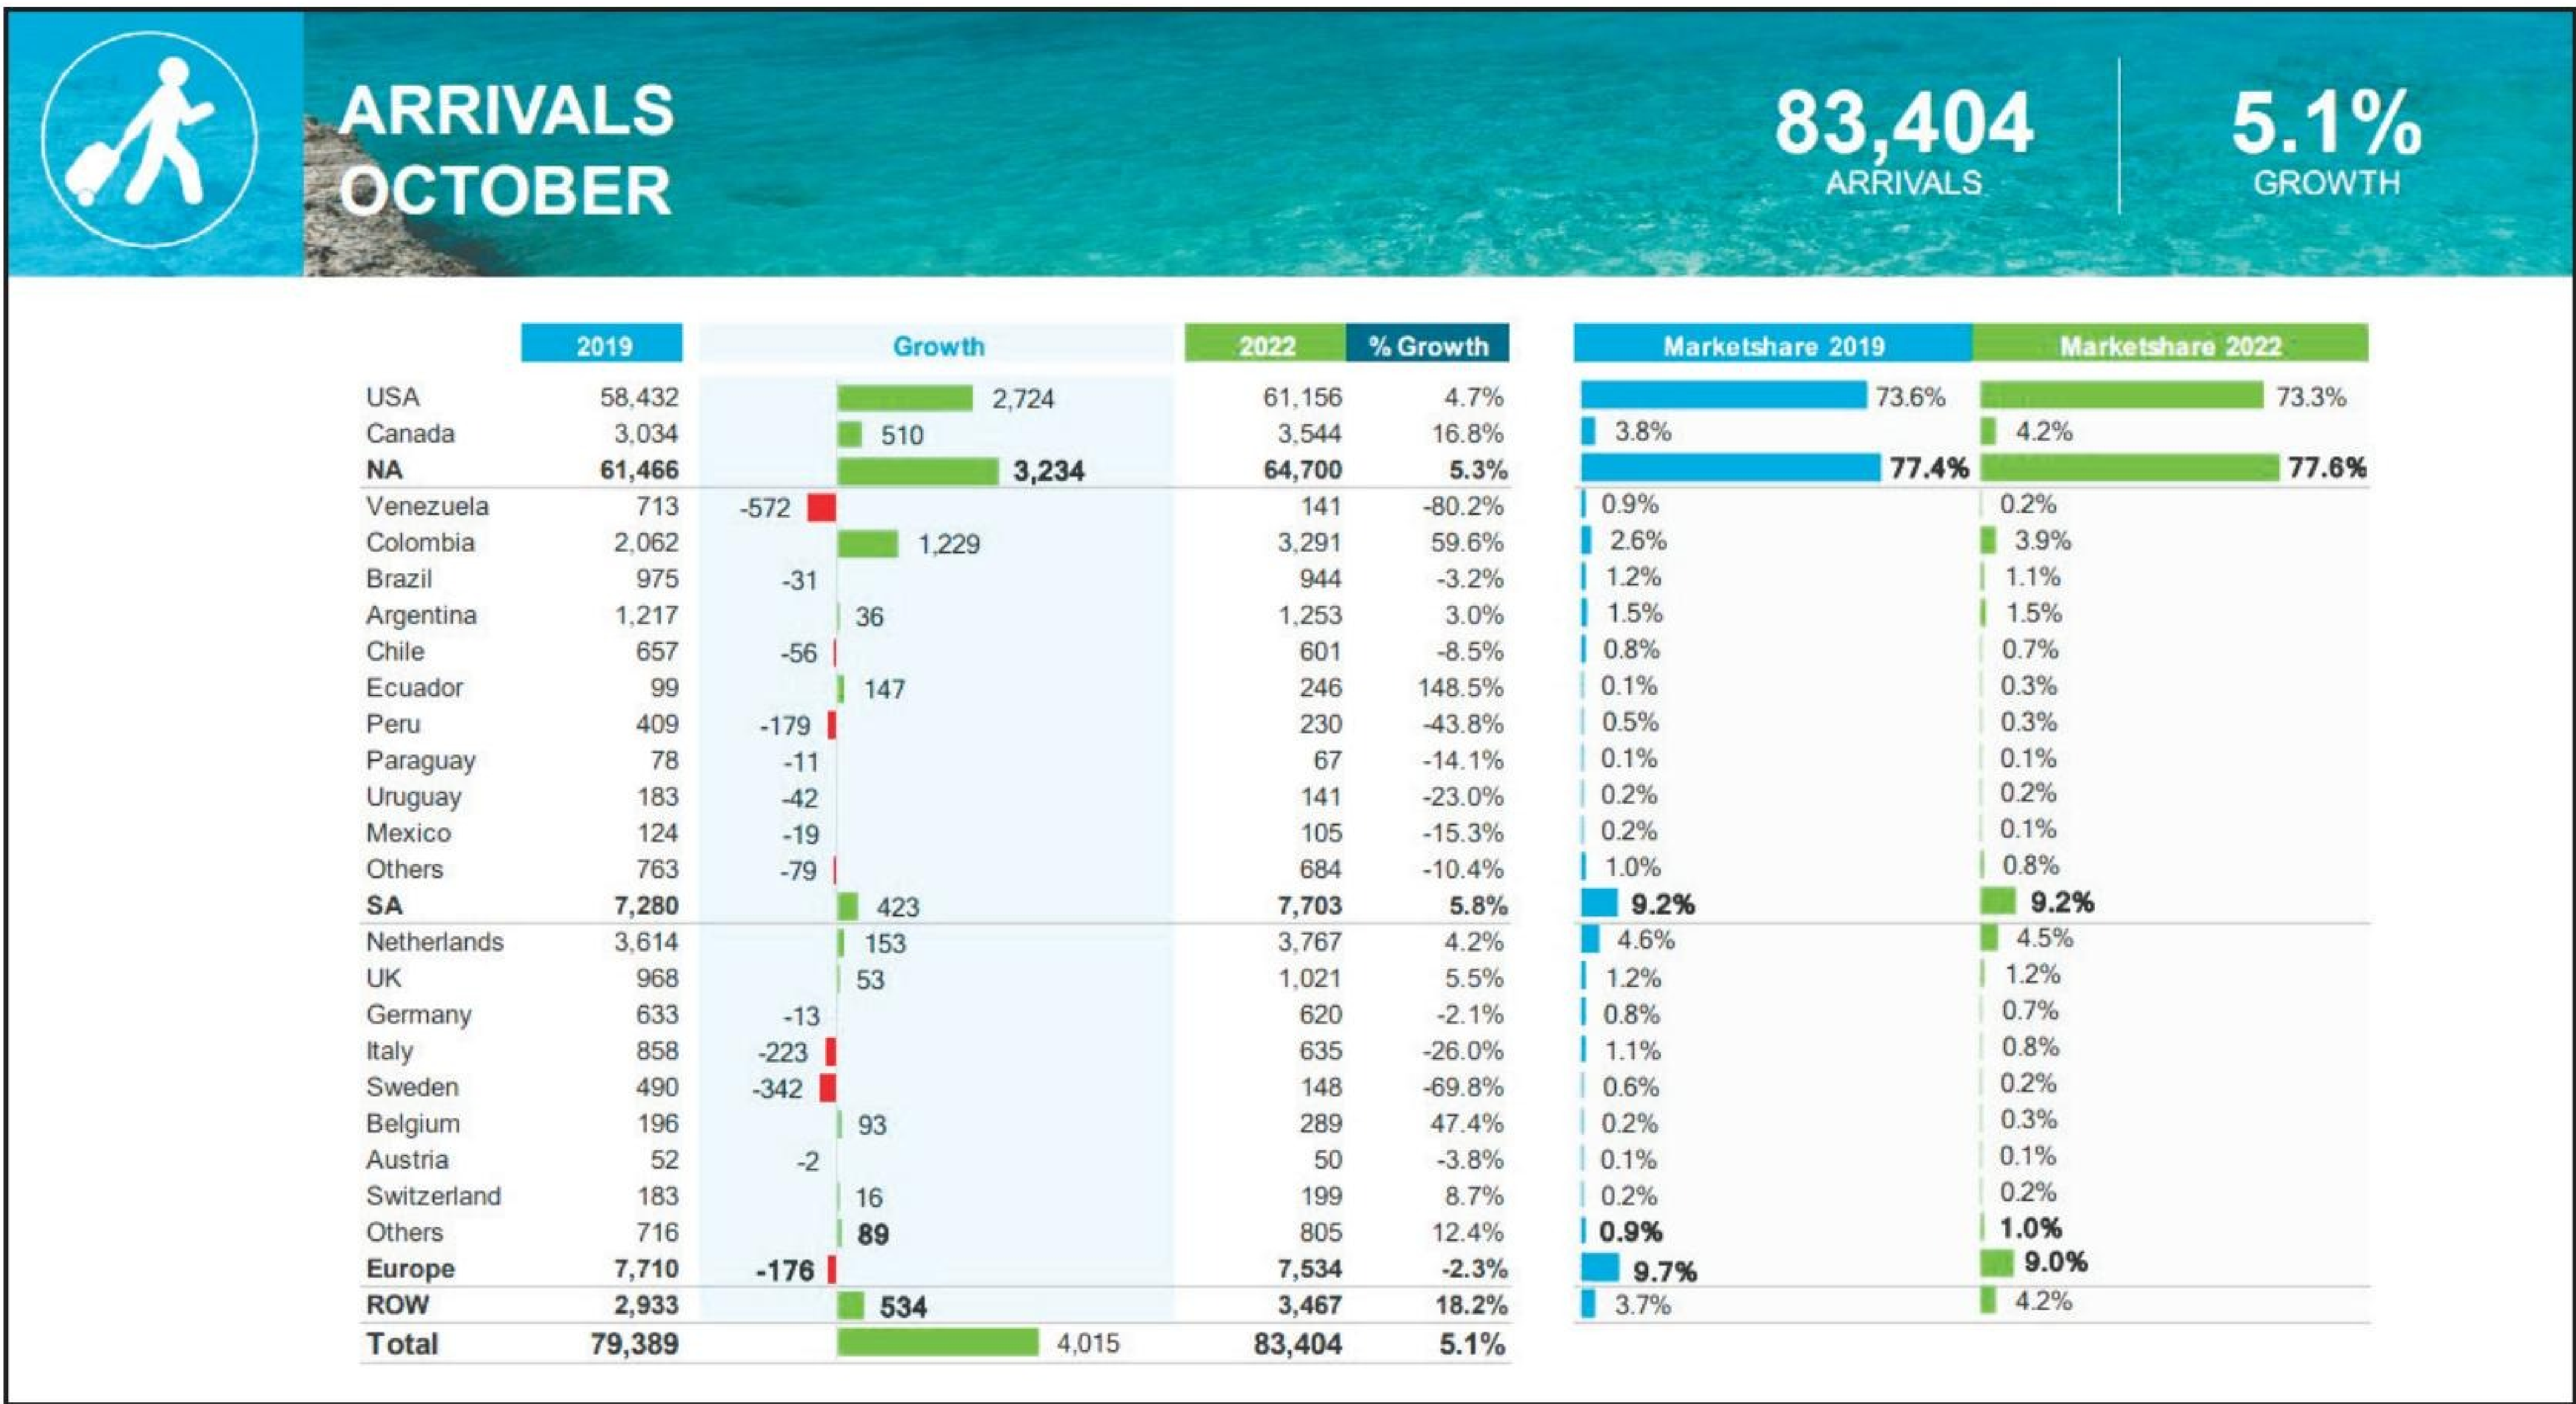 ARRIVALS
OCTOBER
83,404
ARRIVALS
5.1%
GROWTH
2019 Growth 2022 % Growth Marketshare 2019 Marketshare 2022
USA 58,432 2,724 61,156 4.7% 73.6% 73.3%
Canada 3,034 510 3,544 16.8% 3.8% 4.2%
NA 61,466 3,234 64,700 5.3% 77.4% 77.6%
Venezuela 713 -572 141 -80.2% 0.9% 0.2%
Colombia 2,062 1,229 3,291 59.6% 2.6% 3.9%
Brazil 975 -31 944 -3.2% 1.2% 1.1%
Argentina 1,217 36 1,253 3.0% 1.5% 1.5%
Chile 657 -56 601 -8.5% 0.8% 0.7%
Ecuador 99 147 246 148.5% 0.1% 0.3%
Peru 409 -179 230 -43.8% 0.5% 0.3%
Paraguay 78 -11 67 -14.1% 0.1% 0.1%
Uruguay 183 -42 141 -23.0% 0.2% 0.2%
Mexico 124 -19 105 -15.3% 0.2% 0.1%
Others 763 -79 684 -10.4% 1.0% 0.8%
SA 7,280 423 7,703 5.8% 9.2% 9.2%
Netherlands 3,614 153 3,767 4.2% 4.6% 4.5%
UK 968 53 1,021 5.5% 1.2% 1.2%
Germany 633 -13 620 -2.1% 0.8% 0.7%
Italy 858 -223 635 -26.0% 1.1% 0.8%
Sweden 490 -342 148 -69.8% 0.6% 0.2%
Belgium 196 93 289 47.4% 0.2% 0.3%
Austria 52 -2 50 -3.8% 0.1% 0.1%
Switzerland 183 16 199 8.7% 0.2% 0.2%
Others 716 89 805 12.4% 0.9% 1.0%
Europe 7,710 -176 7,534 -2.3% 9.7% 9.0%
ROW 2,933 534 3,467 18.2% 3.7% 4.2%
Total 79,389 4,015 83,404 5.1%